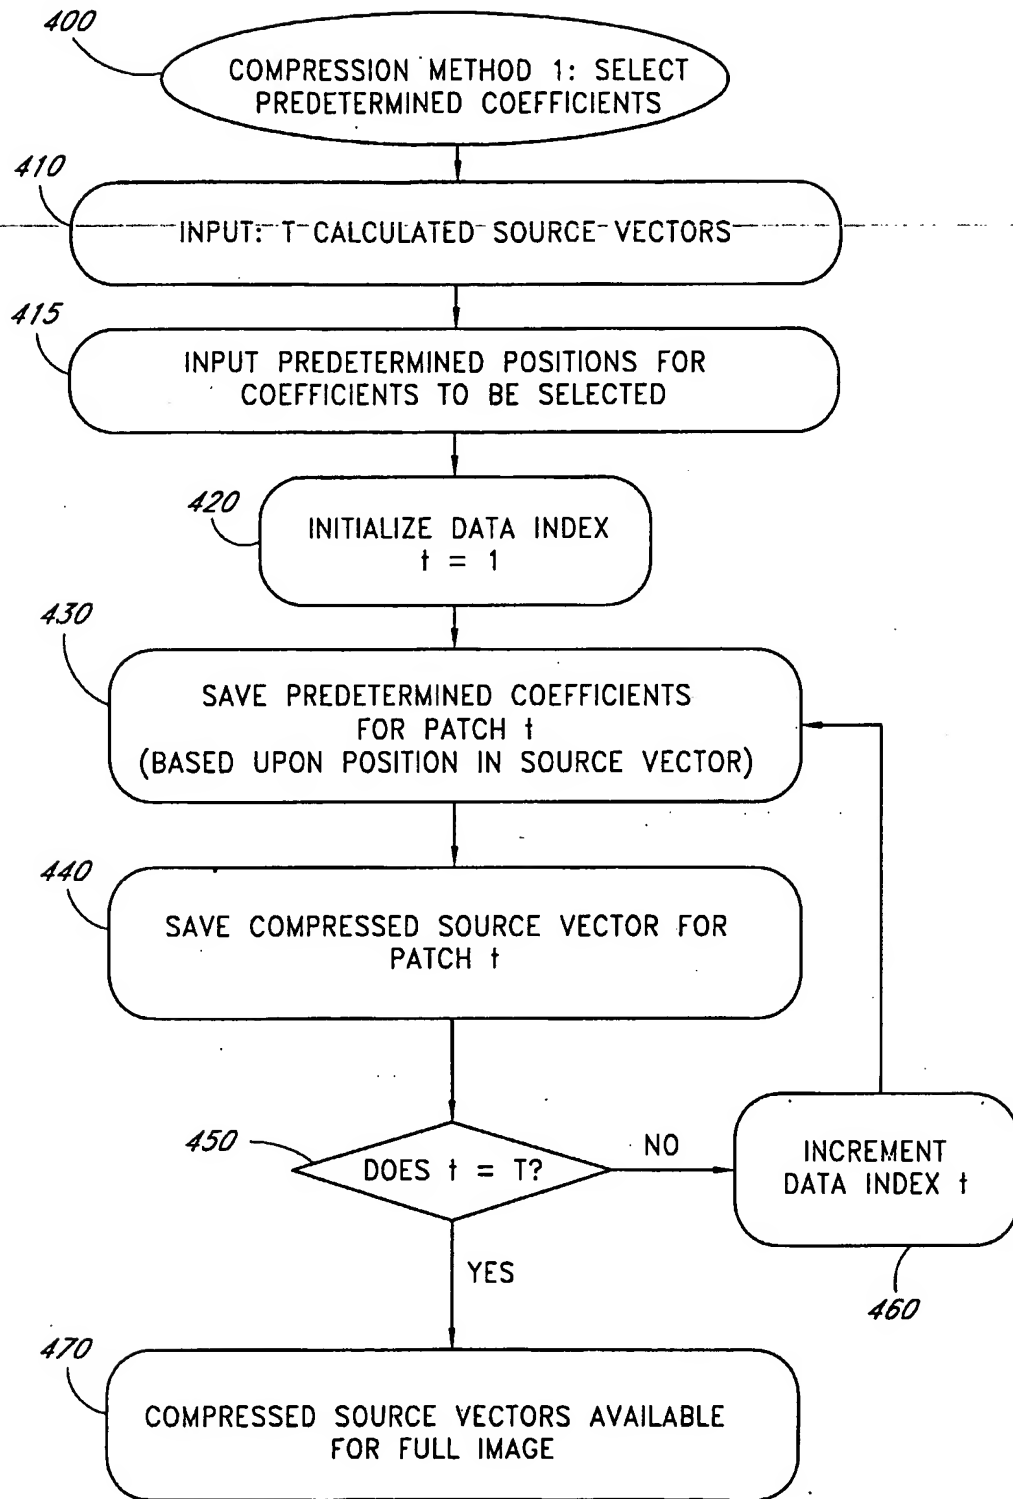 400
COMPRESSION METHOD 1: SELECT
PREDETERMINED COEFFICIENTS
410
INPUT: T CALCULATED SOURCE VECTORS
415
INPUT PREDETERMINED POSITIONS FOR
COEFFICIENTS TO BE SELECTED
420
INITIALIZE DATA INDEX
t = 1
430
SAVE PREDETERMINED COEFFICIENTS
FOR PATCH t
(BASED UPON POSITION IN SOURCE VECTOR)
440
SAVE COMPRESSED SOURCE VECTOR FOR
PATCH t
450
DOES t = T?
NO
INCREMENT
DATA INDEX t
460
YES
470
COMPRESSED SOURCE VECTORS AVAILABLE
FOR FULL IMAGE